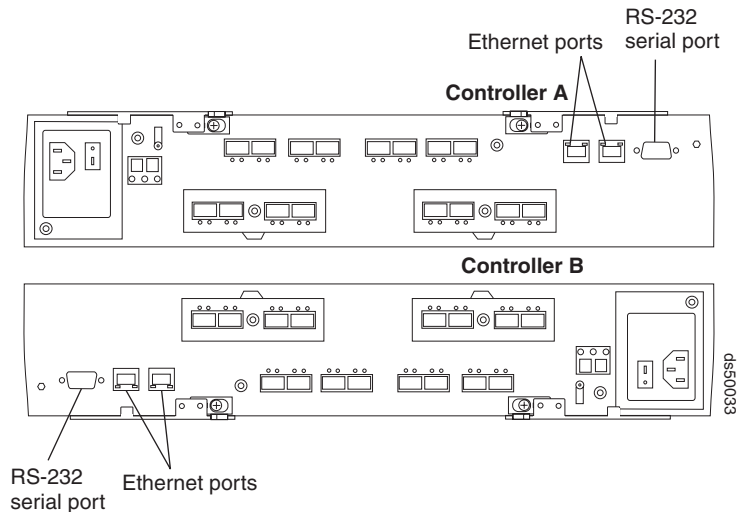 RS-232
serial port
Ethernet ports
Controller A
Controller B
ds50033
RS-232
serial port
Ethernet ports